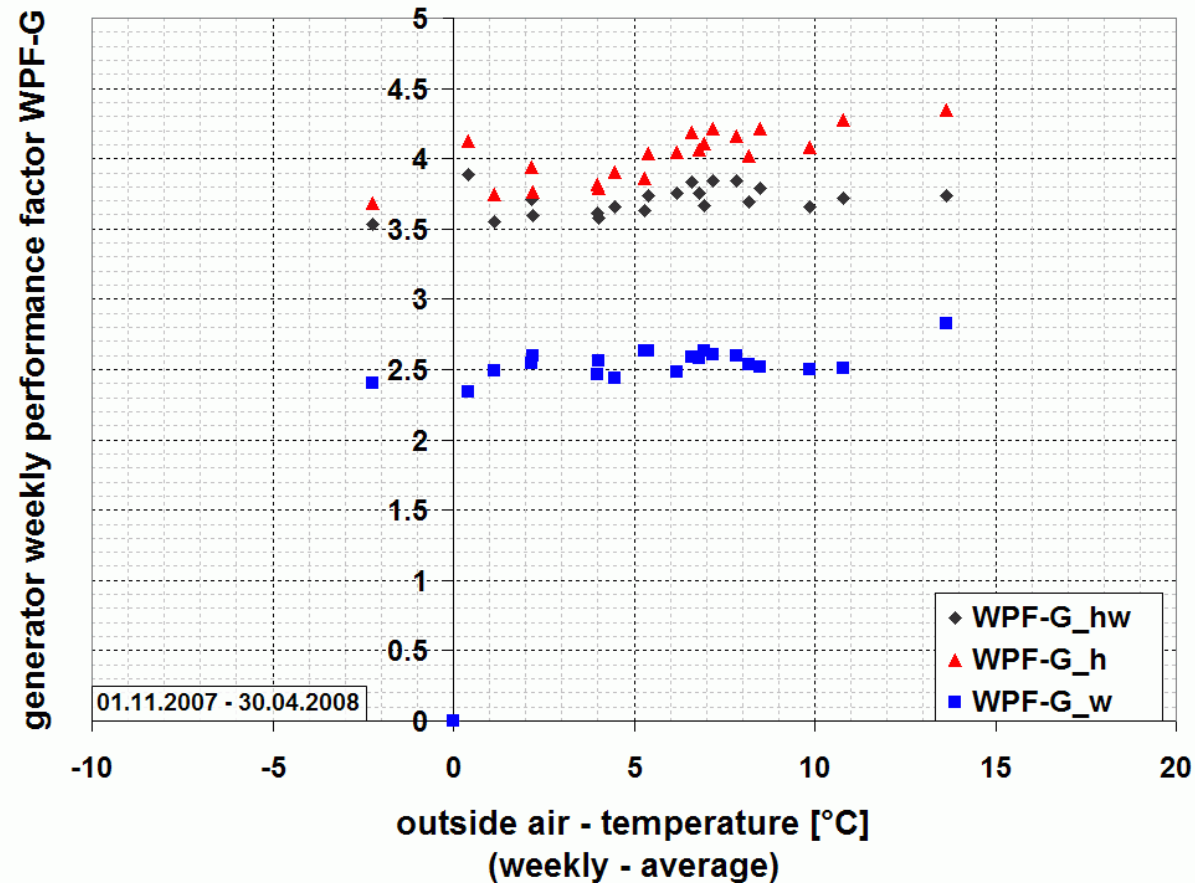 generator weekly performance factor WPF-G
5
4.5
4
3.5
3
2.5
2
1.5
1
0.5
0
-10
-5
0
5
10
15
20
01.11.2007 - 30.04.2008
WPF-G_hw
WPF-G_h
WPF-G_w
outside air - temperature [°C]
(weekly - average)